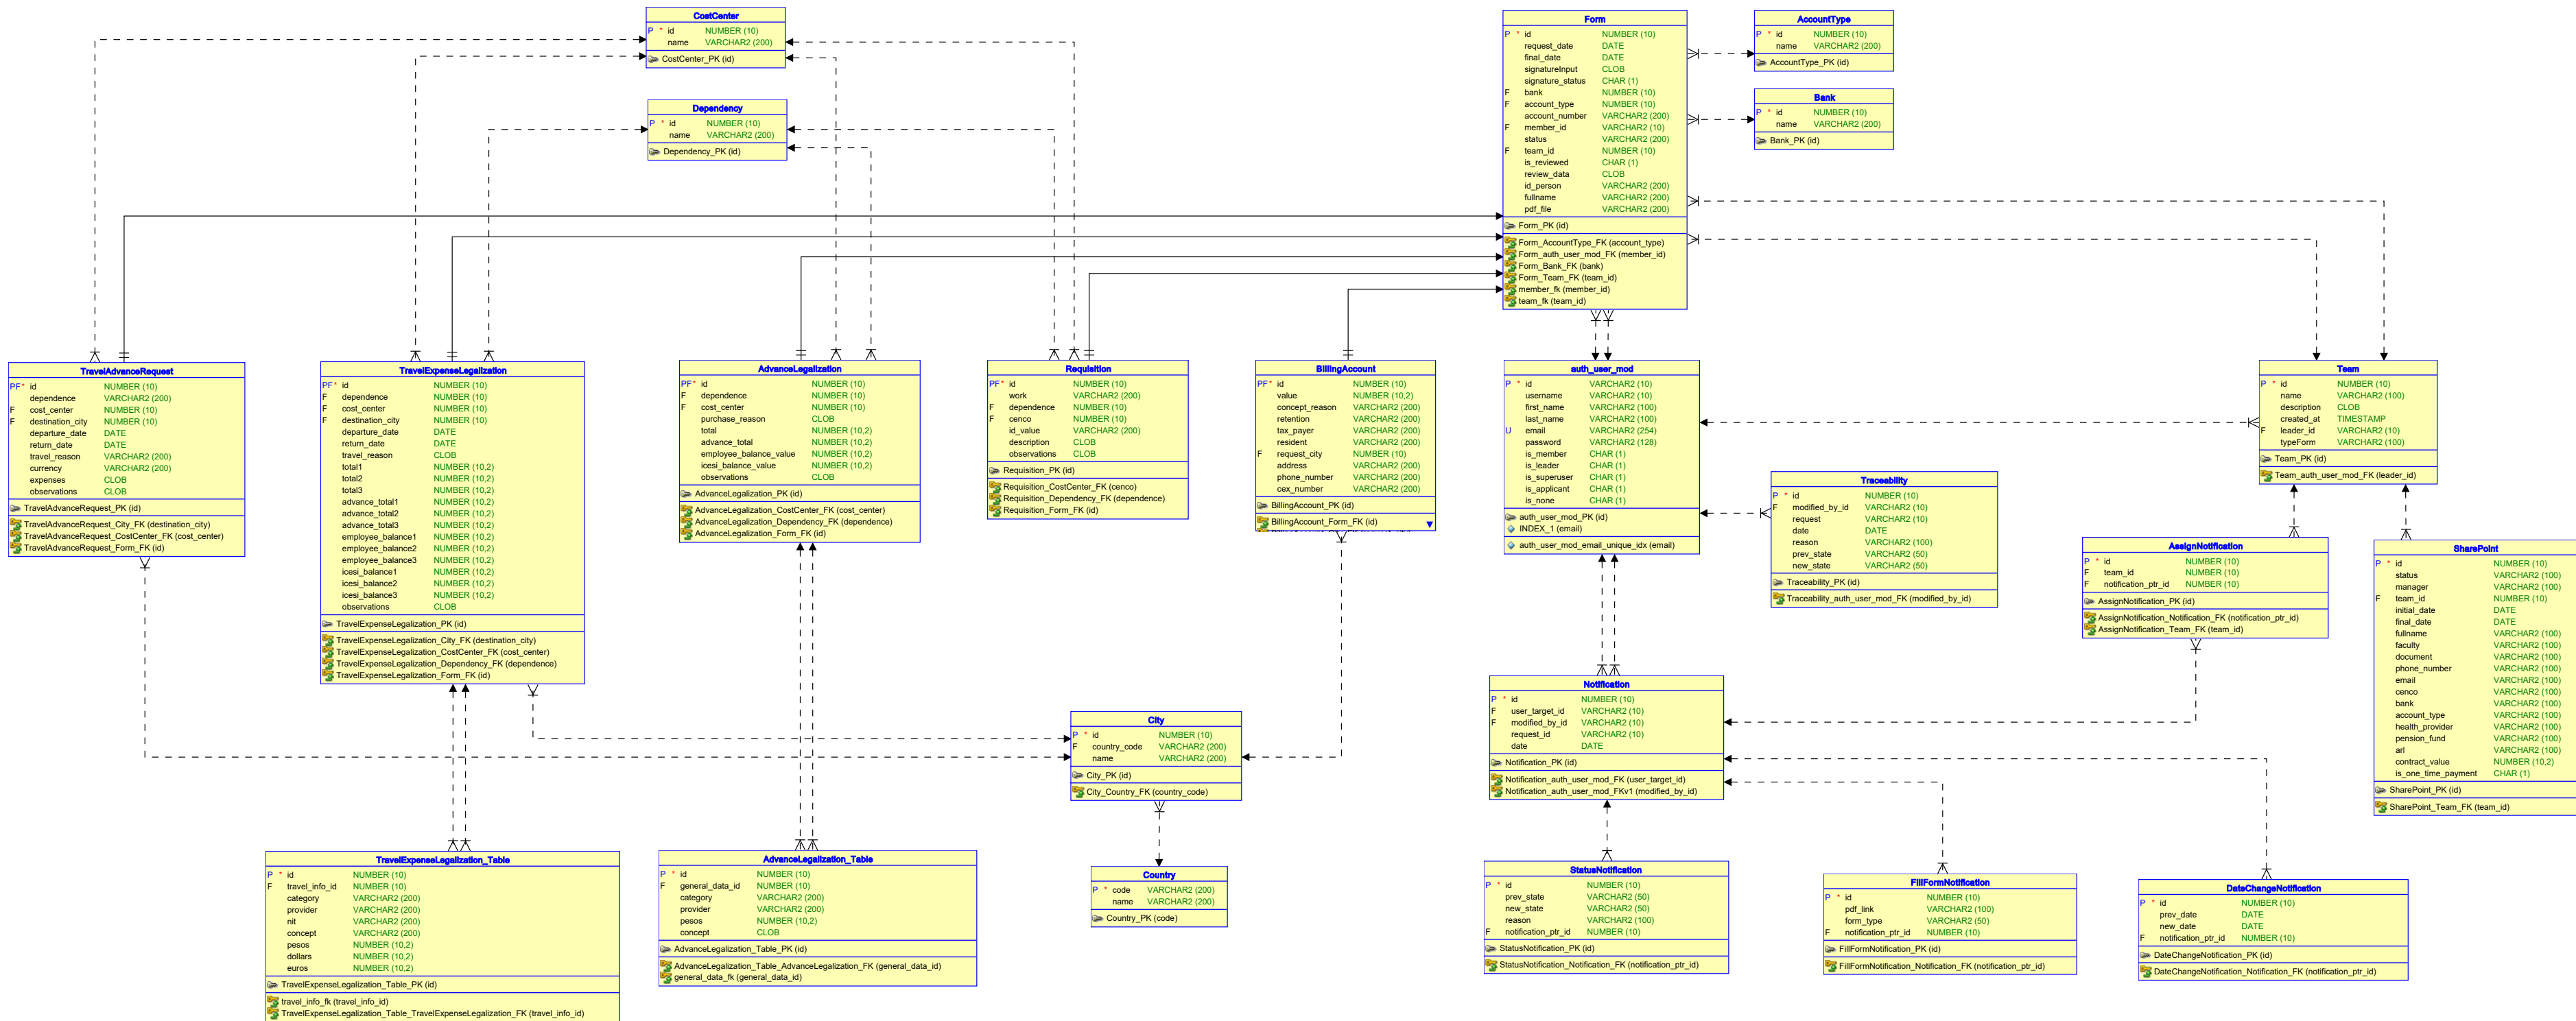 CostCenter
P * id NUMBER (10)
name VARCHAR2 (200)
CostCenter_PK (id)
Dependency
P * id NUMBER (10)
name VARCHAR2 (200)
Dependency_PK (id)
Form
P * id NUMBER (10)
request_date DATE
final_date DATE
signatureInput CLOB
signature_status CHAR (1)
F bank NUMBER (10)
F account_type NUMBER (10)
account_number VARCHAR2 (200)
F member_id VARCHAR2 (10)
status VARCHAR2 (200)
F team_id NUMBER (10)
is_reviewed CHAR (1)
review_data CLOB
id_person VARCHAR2 (200)
fullname VARCHAR2 (200)
pdf_file VARCHAR2 (200)
Form_PK (id)
Form_AccountType_FK (account_type)
Form_auth_user_mod_FK (member_id)
Form_Bank_FK (bank)
Form_Team_FK (team_id)
member_fk (member_id)
team_fk (team_id)
AccountType
P * id NUMBER (10)
name VARCHAR2 (200)
AccountType_PK (id)
Bank
P * id NUMBER (10)
name VARCHAR2 (200)
Bank_PK (id)
TravelAdvanceRequest
PF* id NUMBER (10)
dependence VARCHAR2 (200)
F cost_center NUMBER (10)
F destination_city NUMBER (10)
departure_date DATE
return_date DATE
travel_reason VARCHAR2 (200)
currency VARCHAR2 (200)
expenses CLOB
observations CLOB
TravelAdvanceRequest_PK (id)
TravelAdvanceRequest_City_FK (destination_city)
TravelAdvanceRequest_CostCenter_FK (cost_center)
TravelAdvanceRequest_Form_FK (id)
TravelExpenseLegalization
PF* id NUMBER (10)
F dependence NUMBER (10)
F cost_center NUMBER (10)
F destination_city NUMBER (10)
departure_date DATE
return_date DATE
travel_reason CLOB
total1 NUMBER (10,2)
total2 NUMBER (10,2)
total3 NUMBER (10,2)
advance_total1 NUMBER (10,2)
advance_total2 NUMBER (10,2)
advance_total3 NUMBER (10,2)
employee_balance1 NUMBER (10,2)
employee_balance2 NUMBER (10,2)
employee_balance3 NUMBER (10,2)
icesi_balance1 NUMBER (10,2)
icesi_balance2 NUMBER (10,2)
icesi_balance3 NUMBER (10,2)
observations CLOB
TravelExpenseLegalization_PK (id)
TravelExpenseLegalization_City_FK (destination_city)
TravelExpenseLegalization_CostCenter_FK (cost_center)
TravelExpenseLegalization_Dependency_FK (dependence)
TravelExpenseLegalization_Form_FK (id)
AdvanceLegalization
PF* id NUMBER (10)
F dependence NUMBER (10)
F cost_center NUMBER (10)
purchase_reason CLOB
total NUMBER (10,2)
advance_total NUMBER (10,2)
employee_balance_value NUMBER (10,2)
icesi_balance_value NUMBER (10,2)
observations CLOB
AdvanceLegalization_PK (id)
AdvanceLegalization_CostCenter_FK (cost_center)
AdvanceLegalization_Dependency_FK (dependence)
AdvanceLegalization_Form_FK (id)
Requisition
PF* id NUMBER (10)
work VARCHAR2 (200)
F dependence NUMBER (10)
F cenco NUMBER (10)
id_value VARCHAR2 (200)
description CLOB
observations CLOB
Requisition_PK (id)
Requisition_CostCenter_FK (cenco)
Requisition_Dependency_FK (dependence)
Requisition_Form_FK (id)
BillingAccount
PF* id NUMBER (10)
value NUMBER (10,2)
concept_reason VARCHAR2 (200)
retention VARCHAR2 (200)
tax_payer VARCHAR2 (200)
resident VARCHAR2 (200)
F request_city NUMBER (10)
address VARCHAR2 (200)
phone_number VARCHAR2 (200)
cex_number VARCHAR2 (200)
BillingAccount_PK (id)
BillingAccount_Form_FK (id)
auth_user_mod
P * id VARCHAR2 (10)
username VARCHAR2 (10)
first_name VARCHAR2 (100)
last_name VARCHAR2 (100)
U email VARCHAR2 (254)
password VARCHAR2 (128)
is_member CHAR (1)
is_leader CHAR (1)
is_superuser CHAR (1)
is_applicant CHAR (1)
is_none CHAR (1)
auth_user_mod_PK (id)
INDEX_1 (email)
auth_user_mod_email_unique_idx (email)
Team
P * id NUMBER (10)
name VARCHAR2 (100)
description CLOB
created_at TIMESTAMP
F leader_id VARCHAR2 (10)
typeForm VARCHAR2 (100)
Team_PK (id)
Team_auth_user_mod_FK (leader_id)
Traceability
P * id NUMBER (10)
F modified_by_id VARCHAR2 (10)
request VARCHAR2 (10)
date DATE
reason VARCHAR2 (100)
prev_state VARCHAR2 (50)
new_state VARCHAR2 (50)
Traceability_PK (id)
Traceability_auth_user_mod_FK (modified_by_id)
AssignNotification
P * id NUMBER (10)
F team_id NUMBER (10)
F notification_ptr_id NUMBER (10)
AssignNotification_PK (id)
AssignNotification_Notification_FK (notification_ptr_id)
AssignNotification_Team_FK (team_id)
SharePoint
P * id NUMBER (10)
status VARCHAR2 (100)
manager VARCHAR2 (100)
F team_id NUMBER (10)
initial_date DATE
final_date DATE
fullname VARCHAR2 (100)
faculty VARCHAR2 (100)
document VARCHAR2 (100)
phone_number VARCHAR2 (100)
email VARCHAR2 (100)
cenco VARCHAR2 (100)
bank VARCHAR2 (100)
account_type VARCHAR2 (100)
health_provider VARCHAR2 (100)
pension_fund VARCHAR2 (100)
arl VARCHAR2 (100)
contract_value NUMBER (10,2)
is_one_time_payment CHAR (1)
SharePoint_PK (id)
SharePoint_Team_FK (team_id)
Notification
P * id NUMBER (10)
F user_target_id VARCHAR2 (10)
F modified_by_id VARCHAR2 (10)
request_id VARCHAR2 (10)
date DATE
Notification_PK (id)
Notification_auth_user_mod_FK (user_target_id)
Notification_auth_user_mod_FKv1 (modified_by_id)
City
P * id NUMBER (10)
F country_code VARCHAR2 (200)
name VARCHAR2 (200)
City_PK (id)
City_Country_FK (country_code)
TravelExpenseLegalization_Table
P * id NUMBER (10)
F travel_info_id NUMBER (10)
category VARCHAR2 (200)
provider VARCHAR2 (200)
nit VARCHAR2 (200)
concept VARCHAR2 (200)
pesos NUMBER (10,2)
dollars NUMBER (10,2)
euros NUMBER (10,2)
TravelExpenseLegalization_Table_PK (id)
travel_info_fk (travel_info_id)
TravelExpenseLegalization_Table_TravelExpenseLegalization_FK (travel_info_id)
AdvanceLegalization_Table
P * id NUMBER (10)
F general_data_id NUMBER (10)
category VARCHAR2 (200)
provider VARCHAR2 (200)
pesos NUMBER (10,2)
concept CLOB
AdvanceLegalization_Table_PK (id)
AdvanceLegalization_Table_AdvanceLegalization_FK (general_data_id)
general_data_fk (general_data_id)
Country
P * code VARCHAR2 (200)
name VARCHAR2 (200)
Country_PK (code)
StatusNotification
P * id NUMBER (10)
prev_state VARCHAR2 (50)
new_state VARCHAR2 (50)
reason VARCHAR2 (100)
F notification_ptr_id NUMBER (10)
StatusNotification_PK (id)
StatusNotification_Notification_FK (notification_ptr_id)
FillFormNotification
P * id NUMBER (10)
pdf_link VARCHAR2 (100)
form_type VARCHAR2 (50)
F notification_ptr_id NUMBER (10)
FillFormNotification_PK (id)
FillFormNotification_Notification_FK (notification_ptr_id)
DateChangeNotification
P * id NUMBER (10)
prev_date DATE
new_date DATE
F notification_ptr_id NUMBER (10)
DateChangeNotification_PK (id)
DateChangeNotification_Notification_FK (notification_ptr_id)